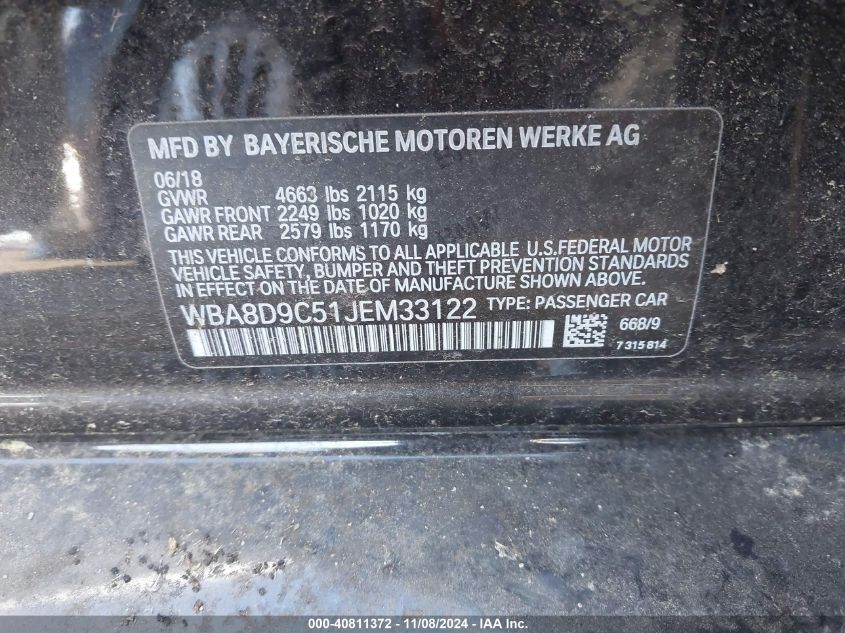 MFD BY BAYERISCHE MOTOREN WERKE AG
06/18
GVWR 4663 lbs 2115 kg
GAWR FRONT 2249 lbs 1020 kg
GAWR REAR 2579 lbs 1170 kg
THIS VEHICLE CONFORMS TO ALL APPLICABLE U.S.FEDERAL MOTOR
VEHICLE SAFETY, BUMPER AND THEFT PREVENTION STANDARDS
IN EFFECT ON THE DATE OF MANUFACTURE SHOWN ABOVE.
WBA8D9C51JEM33122 TYPE: PASSENGER CAR
668/9
7 315 814
000-40811372 - 11/08/2024 - IAA Inc.